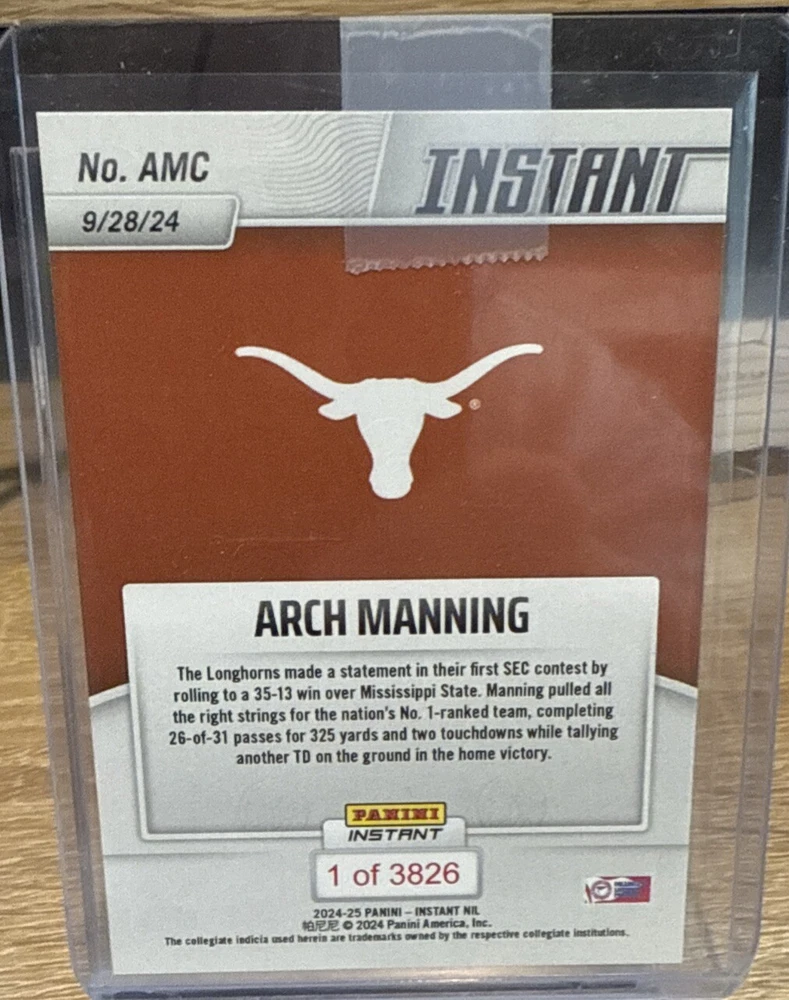 No. AMC
INSTANT
9/28/24
®
ARCH MANNING
The Longhorns made a statement in their first SEC contest by
rolling to a 35-13 win over Mississippi State. Manning pulled all
the right strings for the nation's No. 1-ranked team, completing
26-of-31 passes for 325 yards and two touchdowns while tallying
another TD on the ground in the home victory.
PANINI
INSTANT
1 of 3826
2024-25 PANINI – INSTANT NIL
帕尼尼 © 2024 Panini America, Inc.
The collegiate indicia used herein are trademarks owned by the respective collegiate institutions.